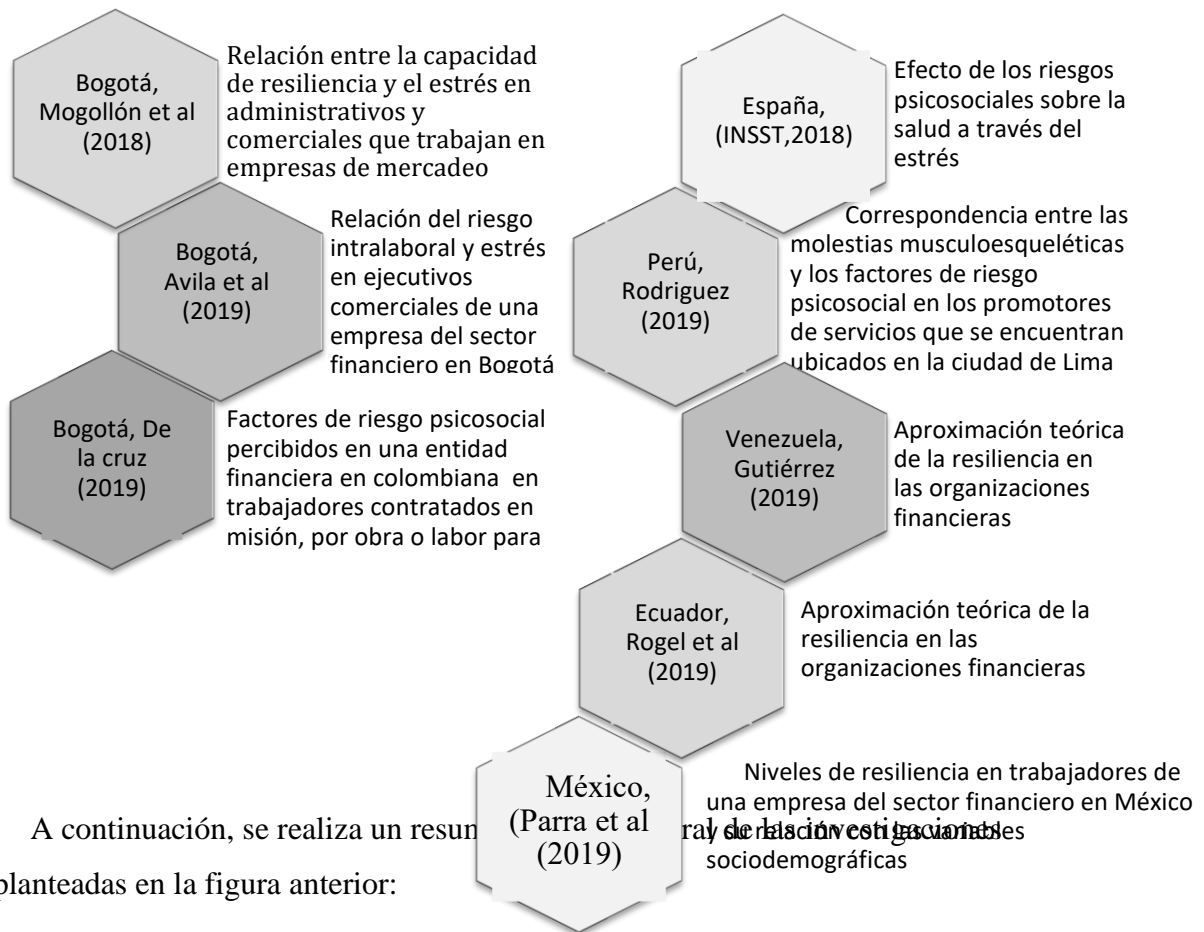 Bogotá,
Mogollón et al
(2018)
Relación entre la capacidad
de resiliencia y el estrés en
administrativos y
comerciales que trabajan en
empresas de mercadeo
Bogotá,
Avila et al
(2019)
Relación del riesgo
intralaboral y estrés
en ejecutivos
comerciales de una
empresa del sector
financiero en Bogotá
Bogotá, De
la cruz
(2019)
Factores de riesgo psicosocial
percibidos en una entidad
financiera en colombiana en
trabajadores contratados en
misión, por obra o labor para
España,
(INSST,2018)
Efecto de los riesgos
psicosociales sobre la
salud a través del
estrés
Perú,
Rodriguez
(2019)
Correspondencia entre las
molestias musculoesqueléticas
y los factores de riesgo
psicosocial en los promotores
de servicios que se encuentran
ubicados en la ciudad de Lima
Venezuela,
Gutiérrez
(2019)
Aproximación teórica
de la resiliencia en
las organizaciones
financieras
Ecuador,
Rogel et al
(2019)
Aproximación teórica de la
resiliencia en las
organizaciones financieras
México,
(Parra et al
(2019)
Niveles de resiliencia en trabajadores de
una empresa del sector financiero en México
y su relación con las variables
sociodemográficas
A continuación, se realiza un de las investigaciones
planteadas en la figura anterior: